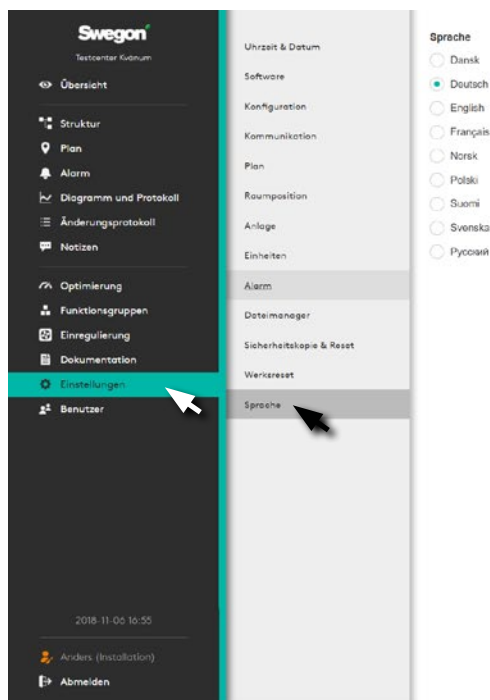 Swegon
Testcenter Kvänum
Übersicht
Struktur
Plan
Alarm
Diagramm und Protokoll
Änderungsprotokoll
Notizen
Optimierung
Funktionsgruppen
Einregulierung
Dokumentation
Einstellungen
Benutzer
2018-11-06 16:55
Anders (Installation)
Abmelden
Uhrzeit & Datum
Software
Konfiguration
Kommunikation
Plan
Raumposition
Anlage
Einheiten
Alarm
Dateimanager
Sicherheitskopie & Reset
Werksreset
Sprache
Sprache
Dansk
Deutsch
English
Français
Norsk
Polski
Suomi
Svenska
Русский